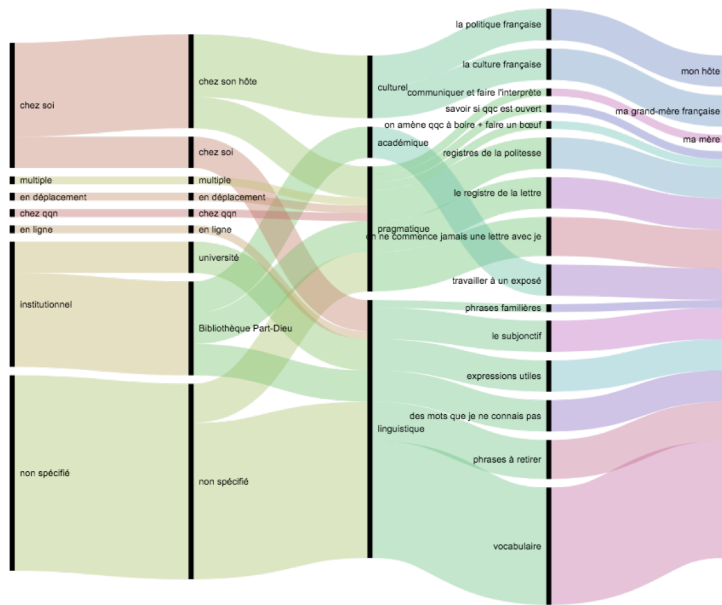 chez soi
multiple
en déplacement
chez qqn
en ligne
institutionnel
non spécifié
chez son hôte
chez soi
multiple
en déplacement
chez qqn
en ligne
université
Bibliothèque Part-Dieu
non spécifié
culturel
académique
pragmatique
linguistique
la politique française
la culture française
communiquer et faire l'interprète
savoir si qqc est ouvert
on amène qqc à boire + faire un bœuf
registres de la politesse
le registre de la lettre
on ne commence jamais une lettre avec je
travailler à un exposé
phrases familières
le subjonctif
expressions utiles
des mots que je ne connais pas
phrases à retirer
vocabulaire
mon hôte
ma grand-mère française
ma mère